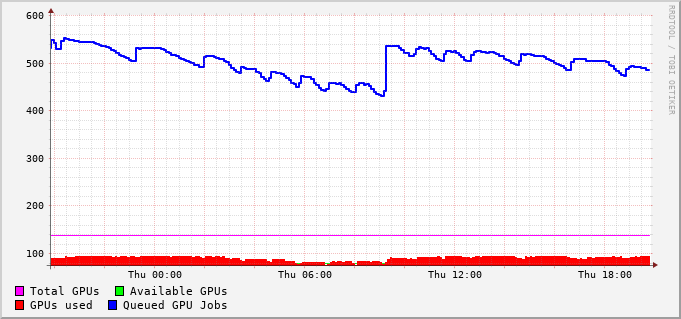 600
500
400
300
200
100
Thu 00:00 Thu 06:00 Thu 12:00 Thu 18:00
Total GPUs Available GPUs
GPUs used Queued GPU Jobs
RRDTOOL / TOBI OETIKER